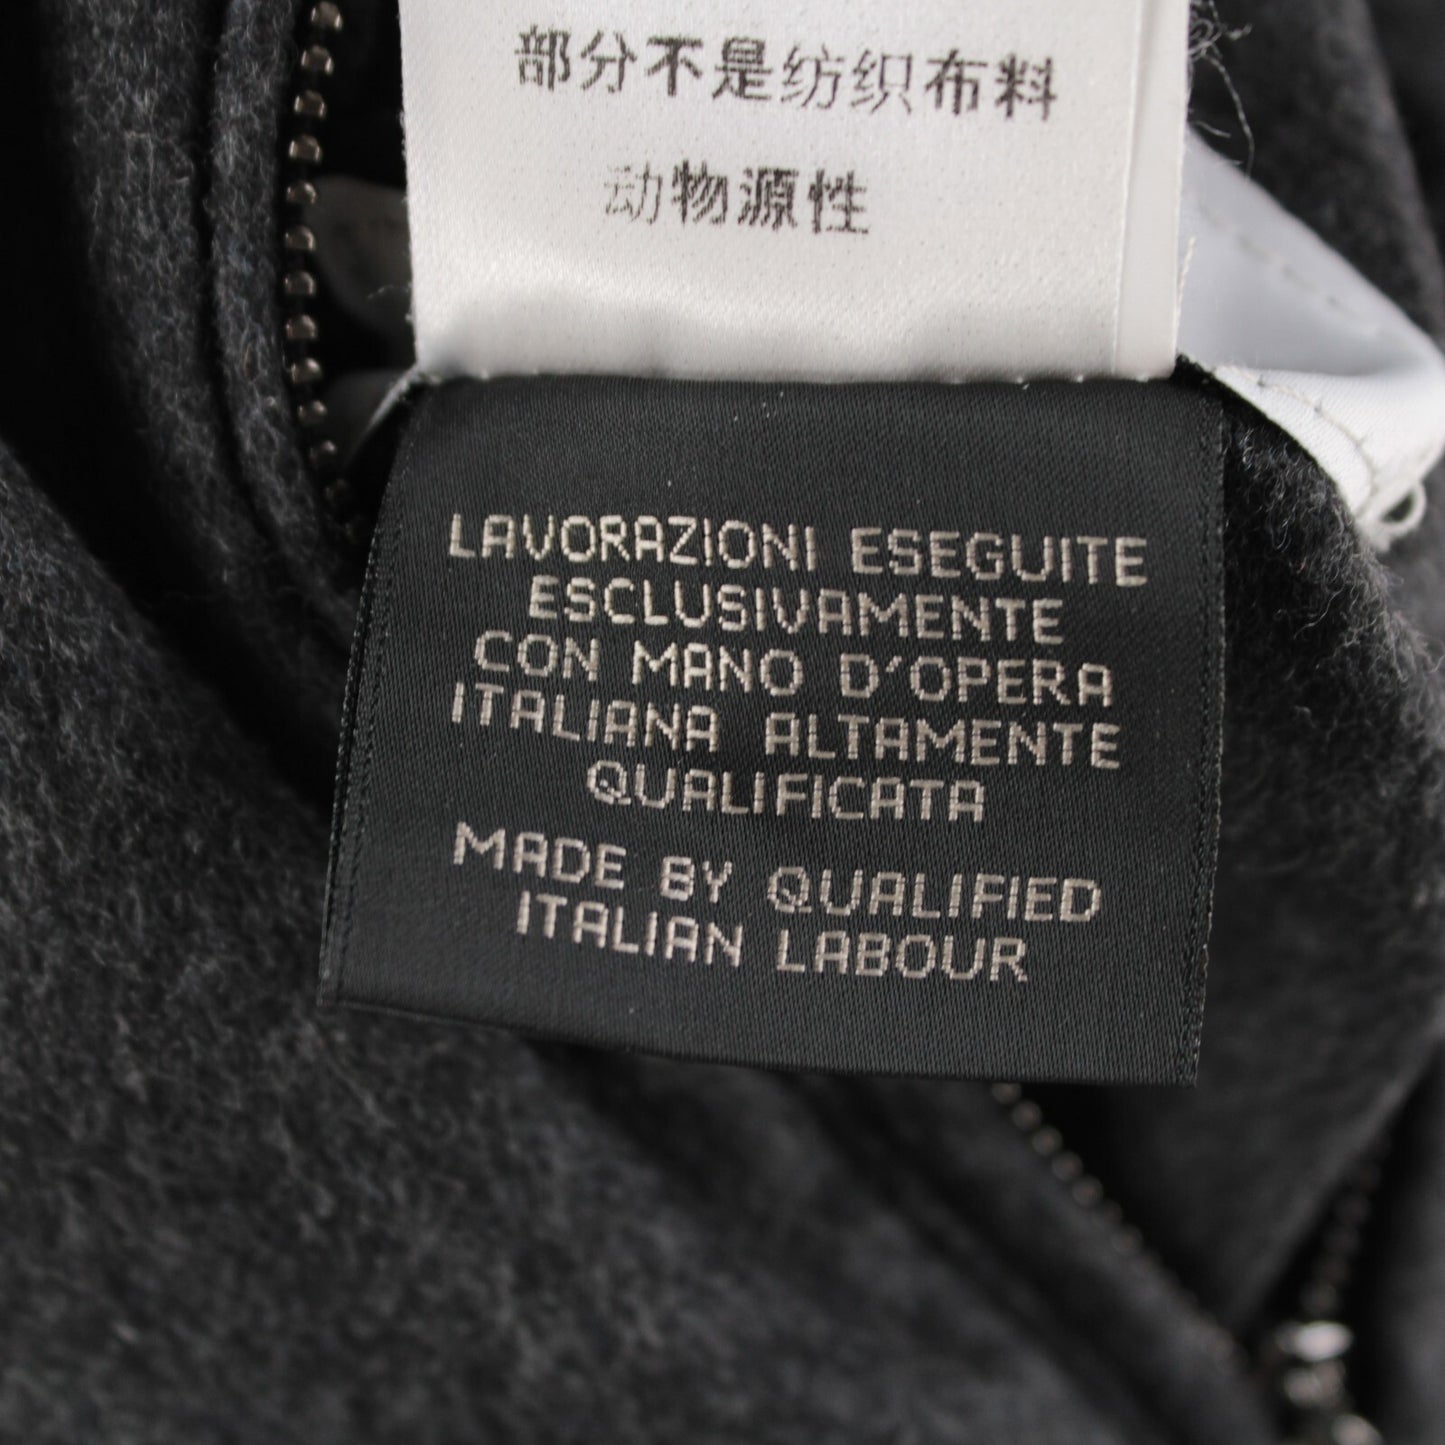 部分不是纺织布料
动物源性
LAVORAZIONI ESEGUITE
ESCLUSIVAMENTE
CON MANO D'OPERA
ITALIANA ALTAMENTE
QUALIFICATA
MADE BY QUALIFIED
ITALIAN LABOUR